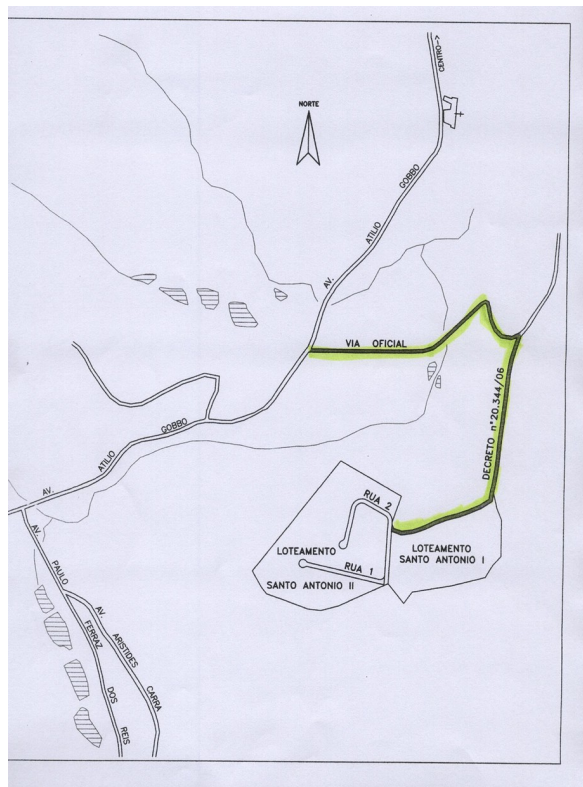 CENTRO-->
NORTE
AV. ATILIO GOBBO
VIA OFICIAL
DECRETO n°20.344/06
AV. ATILIO GOBBO
RUA 2
LOTEAMENTO
RUA 1
SANTO ANTONIO II
LOTEAMENTO
SANTO ANTONIO I
AV. PAULO FERRAZ DOS REIS
AV. ARISTIDES CARRA